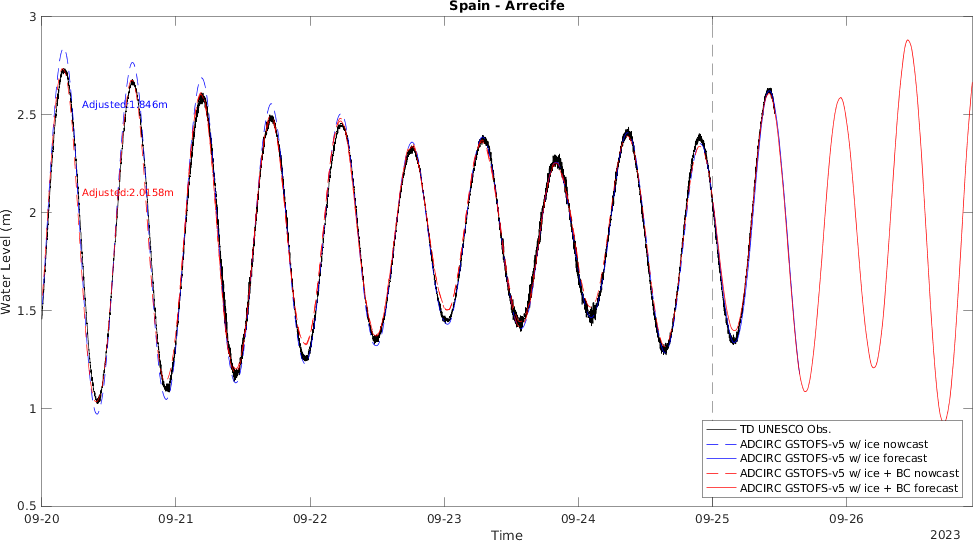 Spain - Arrecife
3
2.5
2
1.5
1
0.5
Water Level (m)
Adjusted:1.846m
Adjusted:2.0158m
TD UNESCO Obs.
ADCIRC GSTOFS-v5 w/ ice nowcast
ADCIRC GSTOFS-v5 w/ ice forecast
ADCIRC GSTOFS-v5 w/ ice + BC nowcast
ADCIRC GSTOFS-v5 w/ ice + BC forecast
09-20 09-21 09-22 09-23 09-24 09-25 09-26
Time
2023